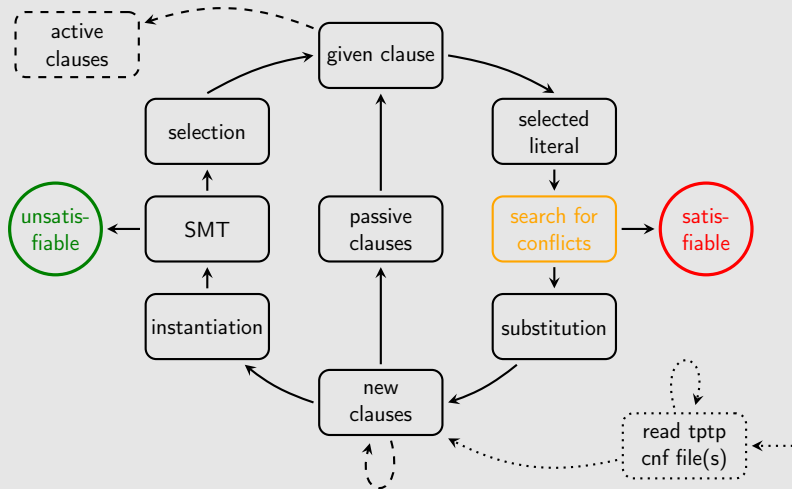 active
clauses
given clause
selection
selected
literal
unsatis-
fiable
SMT
passive
clauses
search for
conflicts
satis-
fiable
instantiation
substitution
new
clauses
read tptp
cnf file(s)